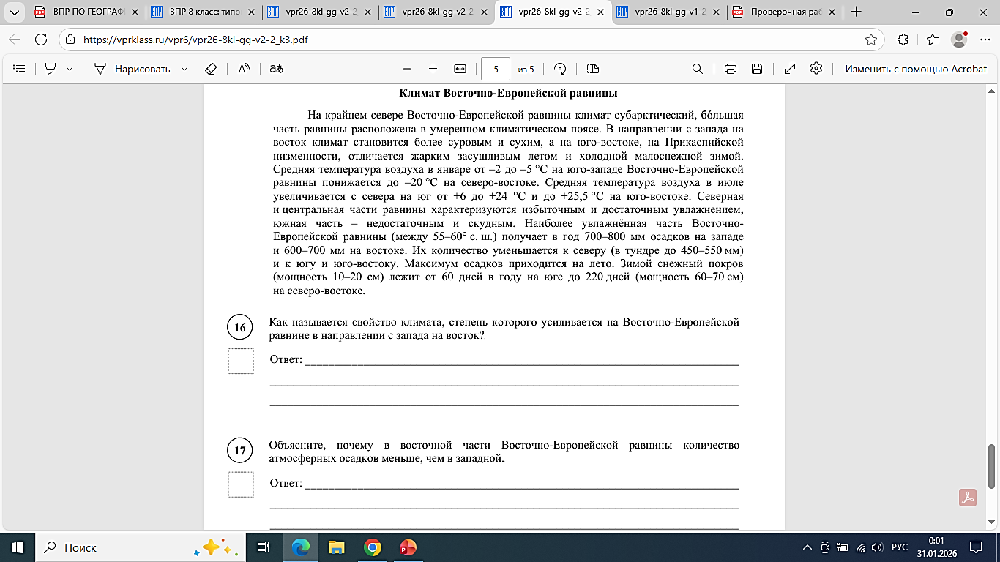 ВПР ПО ГЕОГРАФ
ВПР 8 класс: типо
vpr26-8kl-gg-v2-2
vpr26-8kl-gg-v2-2
vpr26-8kl-gg-v2-2
vpr26-8kl-gg-v1-2
Проверочная раб
https://vprklass.ru/vpr6/vpr26-8kl-gg-v2-2_k3.pdf
Нарисовать
аあ
5 из 5
Изменить с помощью Acrobat
Климат Восточно-Европейской равнины
На крайнем севере Восточно-Европейской равнины климат субарктический, бо́льшая
часть равнины расположена в умеренном климатическом поясе. В направлении с запада на
восток климат становится более суровым и сухим, а на юго-востоке, на Прикаспийской
низменности, отличается жарким засушливым летом и холодной малоснежной зимой.
Средняя температура воздуха в январе от –2 до –5 °C на юго-западе Восточно-Европейской
равнины понижается до –20 °C на северо-востоке. Средняя температура воздуха в июле
увеличивается с севера на юг от +6 до +24 °C и до +25,5 °C на юго-востоке. Северная
и центральная части равнины характеризуются избыточным и достаточным увлажнением,
южная часть – недостаточным и скудным. Наиболее увлажнённая часть Восточно-
Европейской равнины (между 55–60° с. ш.) получает в год 700–800 мм осадков на западе
и 600–700 мм на востоке. Их количество уменьшается к северу (в тундре до 450–550 мм)
и к югу и юго-востоку. Максимум осадков приходится на лето. Зимой снежный покров
(мощность 10–20 см) лежит от 60 дней в году на юге до 220 дней (мощность 60–70 см)
на северо-востоке.
16
Как называется свойство климата, степень которого усиливается на Восточно-Европейской
равнине в направлении с запада на восток?
Ответ:
17
Объясните, почему в восточной части Восточно-Европейской равнины количество
атмосферных осадков меньше, чем в западной.
Ответ:
Поиск
РУС
0:01
31.01.2026